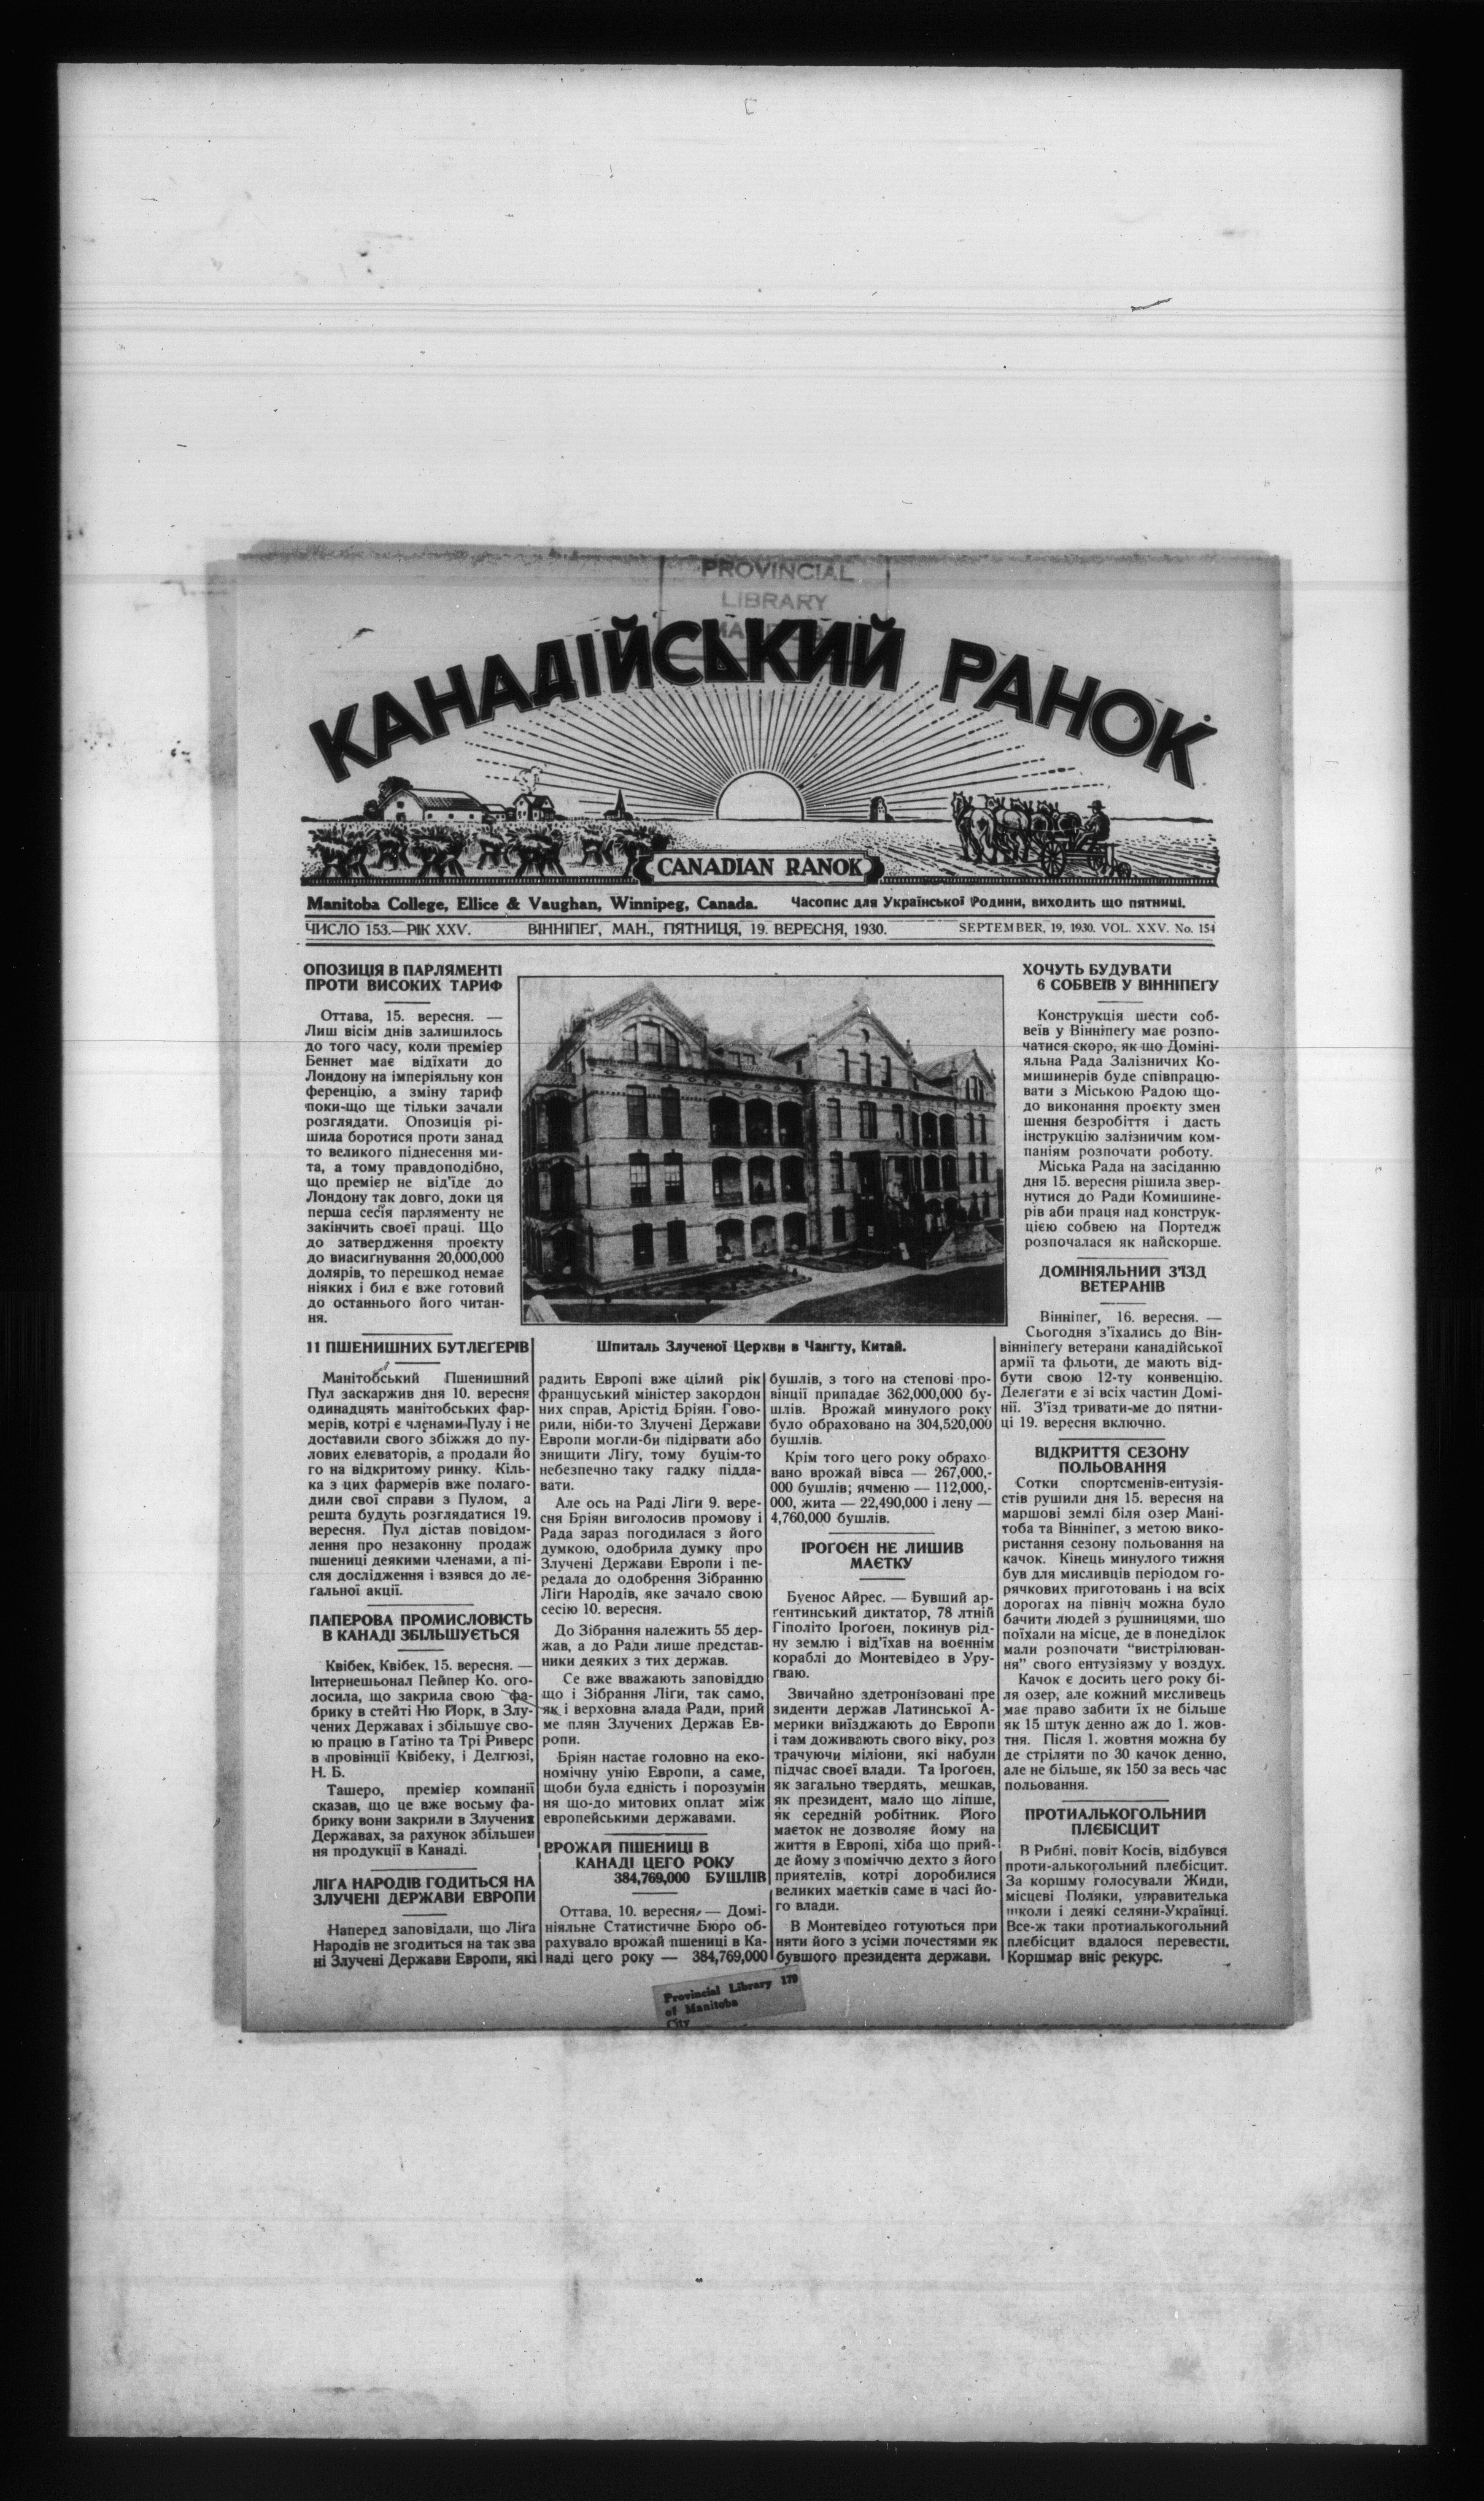 PROVINCIAL
LIBRARY
КАНАДІЙСЬКИЙ РАНОК
CANADIAN RANOK
Manitoba College, Ellice & Vaughan, Winnipeg, Canada. Часопис для Української Родини, виходить що пятниці.
ЧИСЛО 153.—РІК XXV. ВІННІПЕҐ, МАН., ПЯТНИЦЯ, 19. ВЕРЕСНЯ, 1930. SEPTEMBER, 19, 1930. VOL. XXV. No. 154
ОПОЗИЦІЯ В ПАРЛЯМЕНТІ
ПРОТИ ВИСОКИХ ТАРИФ
Оттава, 15. вересня. —
Лиш вісім днів залишилось
до того часу, коли премієр
Беннет має відїхати до
Лондону на імперіяльну кон
ференцію, а зміну тариф
поки-що ще тільки зачали
розглядати. Опозиція рі-
шила боротися проти занад
то великого піднесення ми-
та, а тому правдоподібно,
що премієр не від'їде до
Лондону так довго, доки ця
перша сесія парляменту не
закінчить своєї праці. Що
до затвердження проєкту
до виасиґнування 20,000,000
долярів, то перешкод немає
ніяких і бил є вже готовий
до останнього його читан-
ня.
11 ПШЕНИШНИХ БУТЛЕҐЕРІВ
Манітобський Пшенишний
Пул заскаржив дня 10. вересня
одинадцять манітобських фар-
мерів, котрі є членами Пулу і не
доставили свого збіжжя до пу-
лових елєваторів, а продали йо
го на відкритому ринку. Кіль-
ка з цих фармерів вже полаго-
дили свої справи з Пулом, а
решта будуть розглядатися 19.
вересня. Пул дістав повідом-
лення про незаконну продаж
пшениці деякими членами, а пі-
сля дослідження і взявся до лє-
ґальної акції.
ПАПЕРОВА ПРОМИСЛОВІСТЬ
В КАНАДІ ЗБІЛЬШУЄТЬСЯ
Квібек, Квібек, 15. вересня. —
Інтернешьонал Пейпер Ко. ого-
лосила, що закрила свою фа-
брику в стейті Ню Йорк, в Злу-
чених Державах і збільшує сво-
ю працю в Ґатіно та Трі Риверс
в провінції Квібеку, і Делгюзі,
Н. Б.
Ташеро, премієр компанії
сказав, що це вже восьму фа-
брику вони закрили в Злучених
Державах, за рахунок збільшен
ня продукції в Канаді.
ЛІҐА НАРОДІВ ГОДИТЬСЯ НА
ЗЛУЧЕНІ ДЕРЖАВИ ЕВРОПИ
Наперед заповідали, що Ліґа
Народів не згодиться на так зва
ні Злучені Держави Европи, які
Шпиталь Злученої Церкви в Чанґту, Китай.
радить Европі вже цілий рік
француський міністер закордон
них справ, Арістід Бріян. Гово-
рили, ніби-то Злучені Держави
Европи могли-би підірвати або
знищити Ліґу, тому буцім-то
небезпечно таку гадку підда-
вати.
Але ось на Раді Ліґи 9. вере-
сня Бріян виголосив промову і
Рада зараз погодилася з його
думкою, одобрила думку про
Злучені Держави Европи і пе-
редала до одобрення Зібранню
Ліґи Народів, яке зачало свою
сесію 10. вересня.
До Зібрання належить 55 дер-
жав, а до Ради лише представ-
ники деяких з тих держав.
Се вже вважають заповіддю
що і Зібрання Ліґи, так само,
як і верховна влада Ради, прий
ме плян Злучених Держав Ев-
ропи.
Бріян настає головно на еко-
номічну унію Европи, а саме,
щоби була єдність і порозумін
ня що-до митових оплат між
европейськими державами.
ВРОЖАЙ ПШЕНИЦІ В
КАНАДІ ЦЕГО РОКУ
384,769,000 БУШЛІВ
Оттава, 10. вересня, — Домі-
ніяльне Статистичне Бюро об-
рахувало врожай пшениці в Ка-
наді цего року — 384,769,000
бушлів, з того на степові про-
вінції припадає 362,000,000 бу-
шлів. Врожай минулого року
було обраховано на 304,520,000
бушлів.
Крім того цего року обрахо-
вано врожай вівса — 267,000,-
000 бушлів; ячменю — 112,000,-
000, жита — 22,490,000 і лену —
4,760,000 бушлів.
ІРОҐОЄН НЕ ЛИШИВ
МАЄТКУ
Буенос Айрес. — Бувший ар-
ґентинський диктатор, 78 лтній
Гіполіто Іроґоєн, покинув рід-
ну землю і від'їхав на воєннім
кораблі до Монтевідео в Уру-
ґваю.
Звичайно здетронізовані пре
зиденти держав Латинської А-
мерики виїзджають до Европи
і там доживають свого віку, роз
трачуючи міліони, які набули
підчас своєї влади. Та Іроґоєн,
як загально твердять, мешкав,
як президент, мало що ліпше,
як середній робітник. Його
маєток не дозволяє йому на
життя в Европі, хіба що прий-
де йому з поміччю дехто з його
приятелів, котрі доробилися
великих маєтків саме в часі йо-
го влади.
В Монтевідео готуються при
няти його з усіми почестями як
бувшого президента держави.
ХОЧУТЬ БУДУВАТИ
6 СОБВЕЇВ У ВІННІПЕҐУ
Конструкція шести соб-
веїв у Вінніпеґу має розпо-
чатися скоро, як що Доміні-
яльна Рада Залізничих Ко-
мишинерів буде співпрацю-
вати з Міською Радою що-
до виконання проєкту змен
шення безробіття і дасть
інструкцію залізничим ком-
паніям розпочати роботу.
Міська Рада на засіданню
дня 15. вересня рішила звер-
нутися до Ради Комишине-
рів аби праця над конструк-
цією собвею на Портедж
розпочалася як найскорше.
ДОМІНІЯЛЬНИЙ З'ЇЗД
ВЕТЕРАНІВ
Вінніпеґ, 16. вересня. —
Сьогодня з'їхались до Він-
вінніпеґу ветерани канадійської
армії та фльоти, де мають від-
бути свою 12-ту конвенцію.
Делєґати є зі всіх частин Домі-
нії. З'їзд тривати-ме до пятни-
ці 19. вересня включно.
ВІДКРИТТЯ СЕЗОНУ
ПОЛЬОВАННЯ
Сотки спортсменів-ентузія-
стів рушили дня 15. вересня на
маршові землі біля озер Мані-
тоба та Вінніпеґ, з метою вико-
ристання сезону польовання на
качок. Кінець минулого тижня
був для мисливців періодом го-
рячкових приготовань і на всіх
дорогах на північ можна було
бачити людей з рушницями, шо
поїхали на місце, де в понеділок
мали розпочати “вистрілюван-
ня” свого ентузіязму у воздух.
Качок є досить цего року бі-
ля озер, але кожний мисливець
має право забити їх не більше
як 15 штук денно аж до 1. жов-
тня. Після 1. жовтня можна бу
де стріляти по 30 качок денно,
але не більше, як 150 за весь час
польовання.
ПРОТИАЛЬКОГОЛЬНИЙ
ПЛЄБІСЦИТ
В Рибні, повіт Косів, відбувся
проти-алькогольний плєбісцит.
За коршму голосували Жиди,
місцеві Поляки, управителька
школи і деякі селяни-Українці.
Все-ж таки протиалькогольний
плєбісцит вдалося перевести.
Коршмар вніс рекурс.
Provincial Library 170
of Manitoba
City